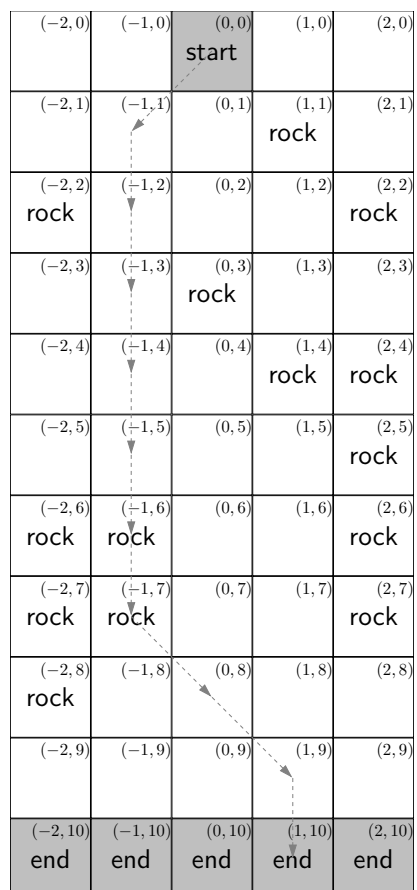 (−2, 0) (−1, 0) (0, 0) (1, 0) (2, 0)
start
(−2, 1) (−1, 1) (0, 1) (1, 1) (2, 1)
rock
(−2, 2) (−1, 2) (0, 2) (1, 2) (2, 2)
rock rock
(−2, 3) (−1, 3) (0, 3) (1, 3) (2, 3)
rock
(−2, 4) (−1, 4) (0, 4) (1, 4) (2, 4)
rock rock
(−2, 5) (−1, 5) (0, 5) (1, 5) (2, 5)
rock
(−2, 6) (−1, 6) (0, 6) (1, 6) (2, 6)
rock rock rock
(−2, 7) (−1, 7) (0, 7) (1, 7) (2, 7)
rock rock rock
(−2, 8) (−1, 8) (0, 8) (1, 8) (2, 8)
rock
(−2, 9) (−1, 9) (0, 9) (1, 9) (2, 9)
(−2, 10) (−1, 10) (0, 10) (1, 10) (2, 10)
end end end end end